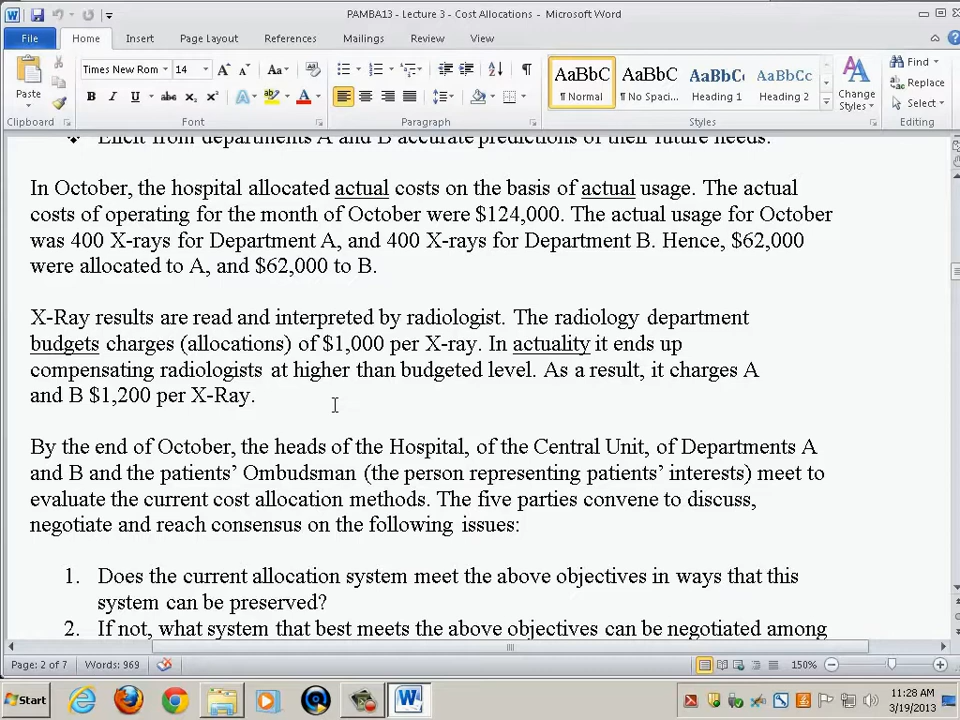 PAMBA13 - Lecture 3 - Cost Allocations - Microsoft Word
File Home Insert Page Layout References Mailings Review View
Paste
Clipboard
Times New Rom 14
Font
Paragraph
AaBbC AaBbC AaBbC AaBbCc
¶ Normal ¶ No Spaci... Heading 1 Heading 2
Styles
Change Styles
Find
Replace
Select
Editing
Elicit from departments A and B accurate predictions of their future needs.
In October, the hospital allocated actual costs on the basis of actual usage. The actual
costs of operating for the month of October were $124,000. The actual usage for October
was 400 X-rays for Department A, and 400 X-rays for Department B. Hence, $62,000
were allocated to A, and $62,000 to B.
X-Ray results are read and interpreted by radiologist. The radiology department
budgets charges (allocations) of $1,000 per X-ray. In actuality it ends up
compensating radiologists at higher than budgeted level. As a result, it charges A
and B $1,200 per X-Ray.
By the end of October, the heads of the Hospital, of the Central Unit, of Departments A
and B and the patients' Ombudsman (the person representing patients' interests) meet to
evaluate the current cost allocation methods. The five parties convene to discuss,
negotiate and reach consensus on the following issues:
1. Does the current allocation system meet the above objectives in ways that this
system can be preserved?
2. If not, what system that best meets the above objectives can be negotiated among
Page: 2 of 7 Words: 969 150%
Start
11:28 AM
3/19/2013